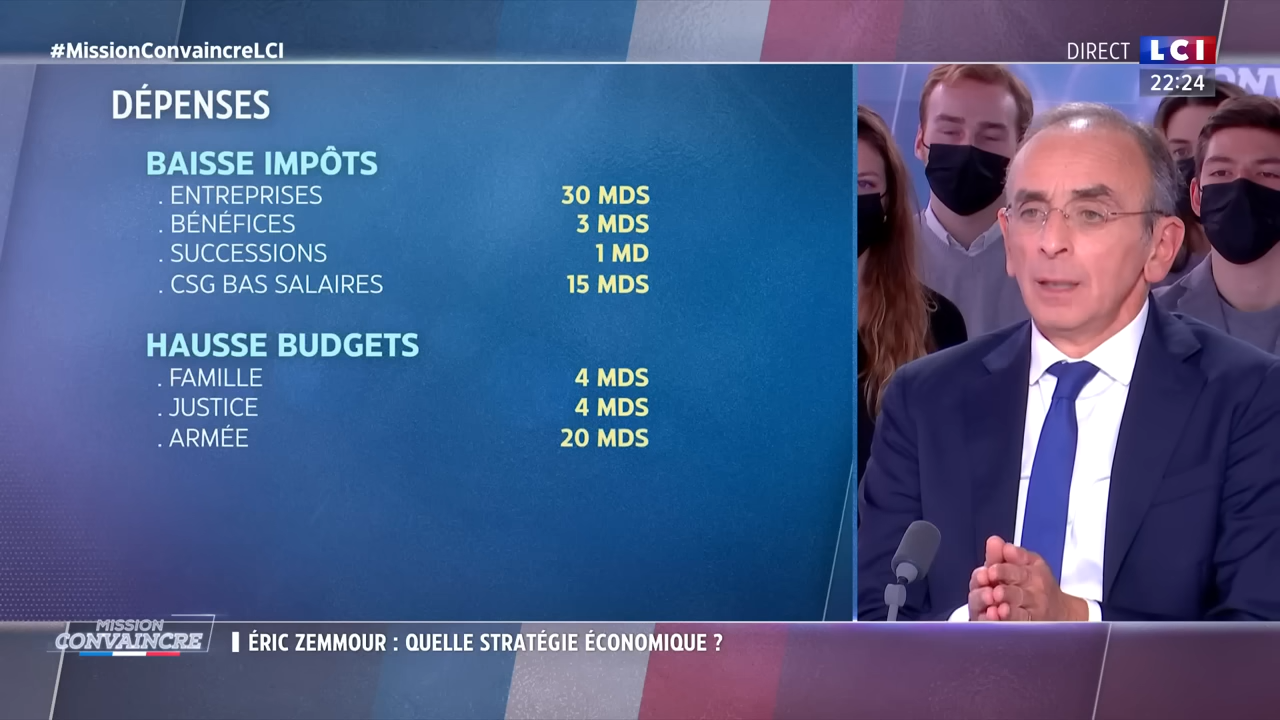 #MissionConvaincreLCI
DIRECT LCI
22:24
DÉPENSES
BAISSE IMPÔTS
. ENTREPRISES 30 MDS
. BÉNÉFICES 3 MDS
. SUCCESSIONS 1 MD
. CSG BAS SALAIRES 15 MDS
HAUSSE BUDGETS
. FAMILLE 4 MDS
. JUSTICE 4 MDS
. ARMÉE 20 MDS
MISSION
CONVAINCRE
ÉRIC ZEMMOUR : QUELLE STRATÉGIE ÉCONOMIQUE ?